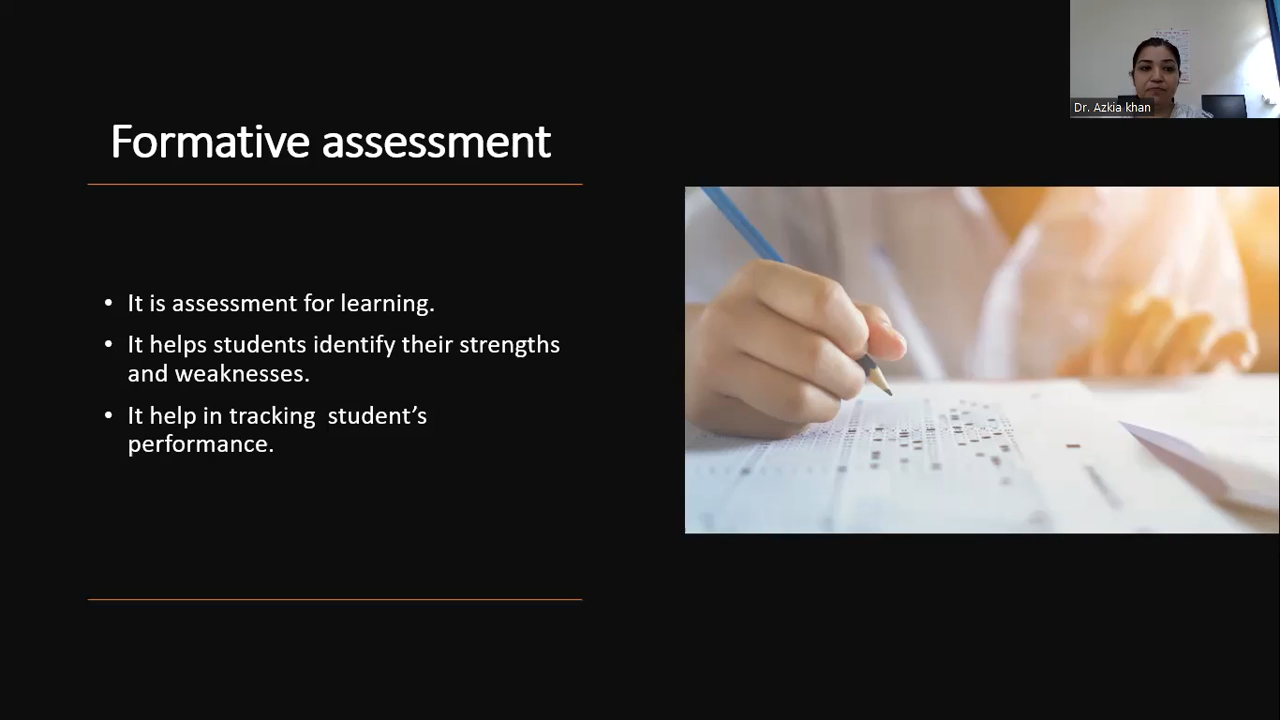 Dr. Azkia khan
Formative assessment
• It is assessment for learning.
• It helps students identify their strengths
and weaknesses.
• It help in tracking  student’s
performance.